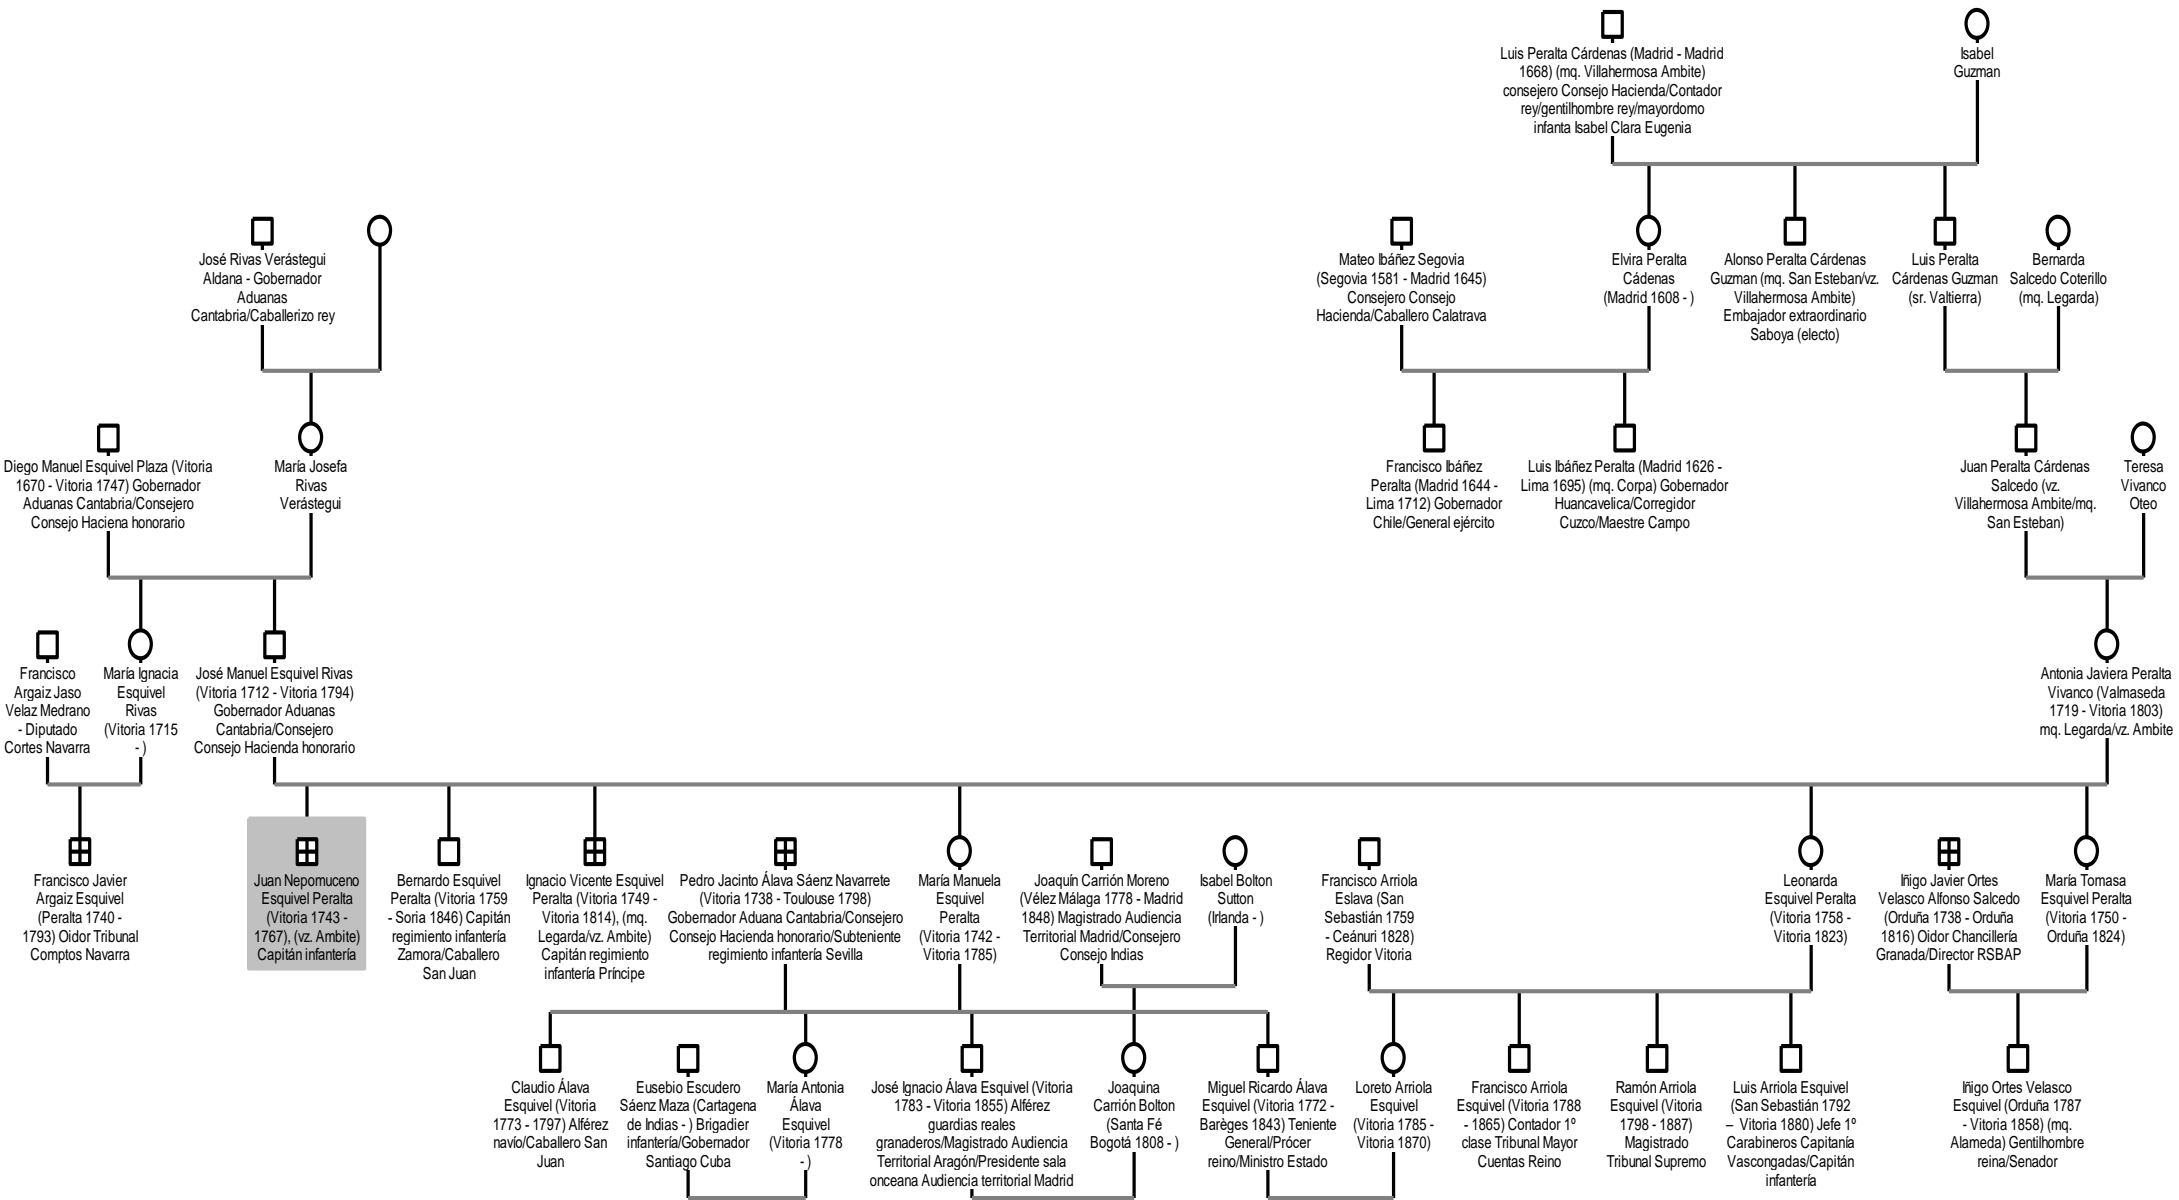 Luis Peralta Cárdenas (Madrid - Madrid
1668) (mq. Villahermosa Ambite)
consejero Consejo Hacienda/Contador
rey/gentilhombre rey/mayordomo
infanta Isabel Clara Eugenia
Isabel
Guzman
José Rivas Verástegui
Aldana - Gobernador
Aduanas
Cantabria/Caballerizo rey
Mateo Ibáñez Segovia
(Segovia 1581 - Madrid 1645)
Consejero Consejo
Hacienda/Caballero Calatrava
Elvira Peralta
Cádenas
(Madrid 1608 - )
Alonso Peralta Cárdenas
Guzman (mq. San Esteban/vz.
Villahermosa Ambite)
Embajador extraordinario
Saboya (electo)
Luis Peralta
Cárdenas Guzman
(sr. Valtierra)
Bernarda
Salcedo Coterillo
(mq. Legarda)
Diego Manuel Esquivel Plaza (Vitoria
1670 - Vitoria 1747) Gobernador
Aduanas Cantabria/Consejero
Consejo Haciena honorario
María Josefa
Rivas
Verástegui
Francisco Ibáñez
Peralta (Madrid 1644 -
Lima 1712) Gobernador
Chile/General ejército
Luis Ibáñez Peralta (Madrid 1626 -
Lima 1695) (mq. Corpa) Gobernador
Huancavelica/Corregidor
Cuzco/Maestre Campo
Juan Peralta Cárdenas
Salcedo (vz.
Villahermosa Ambite/mq.
San Esteban)
Teresa
Vivanco
Oteo
Francisco
Argaiz Jaso
Velaz Medrano
- Diputado
Cortes Navarra
María Ignacia
Esquivel
Rivas
(Vitoria 1715
- )
José Manuel Esquivel Rivas
(Vitoria 1712 - Vitoria 1794)
Gobernador Aduanas
Cantabria/Consejero
Consejo Hacienda honorario
Antonia Javiera Peralta
Vivanco (Valmaseda
1719 - Vitoria 1803)
mq. Legarda/vz. Ambite
Francisco Javier
Argaiz Esquivel
(Peralta 1740 -
1793) Oidor Tribunal
Comptos Navarra
Juan Nepomuceno
Esquivel Peralta
(Vitoria 1743 -
1767), (vz. Ambite)
Capitán infantería
Bernardo Esquivel
Peralta (Vitoria 1759
- Soria 1846) Capitán
regimiento infantería
Zamora/Caballero
San Juan
Ignacio Vicente Esquivel
Peralta (Vitoria 1749 -
Vitoria 1814), (mq.
Legarda/vz. Ambite)
Capitán regimiento
infantería Príncipe
Pedro Jacinto Álava Sáenz Navarrete
(Vitoria 1738 - Toulouse 1798)
Gobernador Aduana Cantabria/Consejero
Consejo Hacienda honorario/Subteniente
regimiento infantería Sevilla
María Manuela
Esquivel
Peralta
(Vitoria 1742 -
Vitoria 1785)
Joaquín Carrión Moreno
(Vélez Málaga 1778 - Madrid
1848) Magistrado Audiencia
Territorial Madrid/Consejero
Consejo Indias
Isabel Bolton
Sutton
(Irlanda - )
Francisco Arriola
Eslava (San
Sebastián 1759
- Ceánuri 1828)
Regidor Vitoria
Leonarda
Esquivel Peralta
(Vitoria 1758 -
Vitoria 1823)
Iñigo Javier Ortes
Velasco Alfonso Salcedo
(Orduña 1738 - Orduña
1816) Oidor Chancillería
Granada/Director RSBAP
María Tomasa
Esquivel Peralta
(Vitoria 1750 -
Orduña 1824)
Claudio Álava
Esquivel (Vitoria
1773 - 1797) Alférez
navío/Caballero San
Juan
Eusebio Escudero
Sáenz Maza (Cartagena
de Indias - ) Brigadier
infantería/Gobernador
Santiago Cuba
María Antonia
Álava
Esquivel
(Vitoria 1778
- )
José Ignacio Álava Esquivel (Vitoria
1783 - Vitoria 1855) Alférez
guardias reales
granaderos/Magistrado Audiencia
Territorial Aragón/Presidente sala
onceana Audiencia territorial Madrid
Joaquina
Carrión Bolton
(Santa Fé
Bogotá 1808 - )
Miguel Ricardo Álava
Esquivel (Vitoria 1772 -
Barèges 1843) Teniente
General/Prócer
reino/Ministro Estado
Loreto Arriola
Esquivel
(Vitoria 1785 -
Vitoria 1870)
Francisco Arriola
Esquivel (Vitoria 1788
- 1865) Contador 1º
clase Tribunal Mayor
Cuentas Reino
Ramón Arriola
Esquivel (Vitoria
1798 - 1887)
Magistrado
Tribunal Supremo
Luis Arriola Esquivel
(San Sebastián 1792
– Vitoria 1880) Jefe 1º
Carabineros Capitanía
Vascongadas/Capitán
infantería
Iñigo Ortes Velasco
Esquivel (Orduña 1787
- Vitoria 1858) (mq.
Alameda) Gentilhombre
reina/Senador